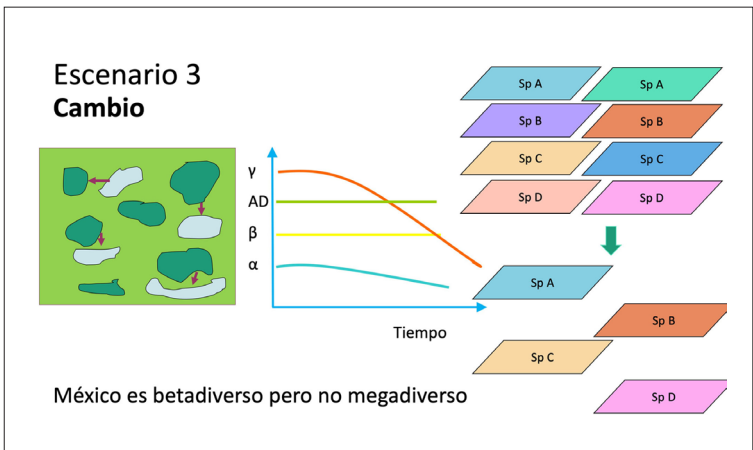 Escenario 3
Cambio
γ
AD
β
α
Tiempo
Sp A
Sp A
Sp B
Sp B
Sp C
Sp C
Sp D
Sp D
Sp A
Sp B
Sp C
Sp D
México es betadiverso pero no megadiverso